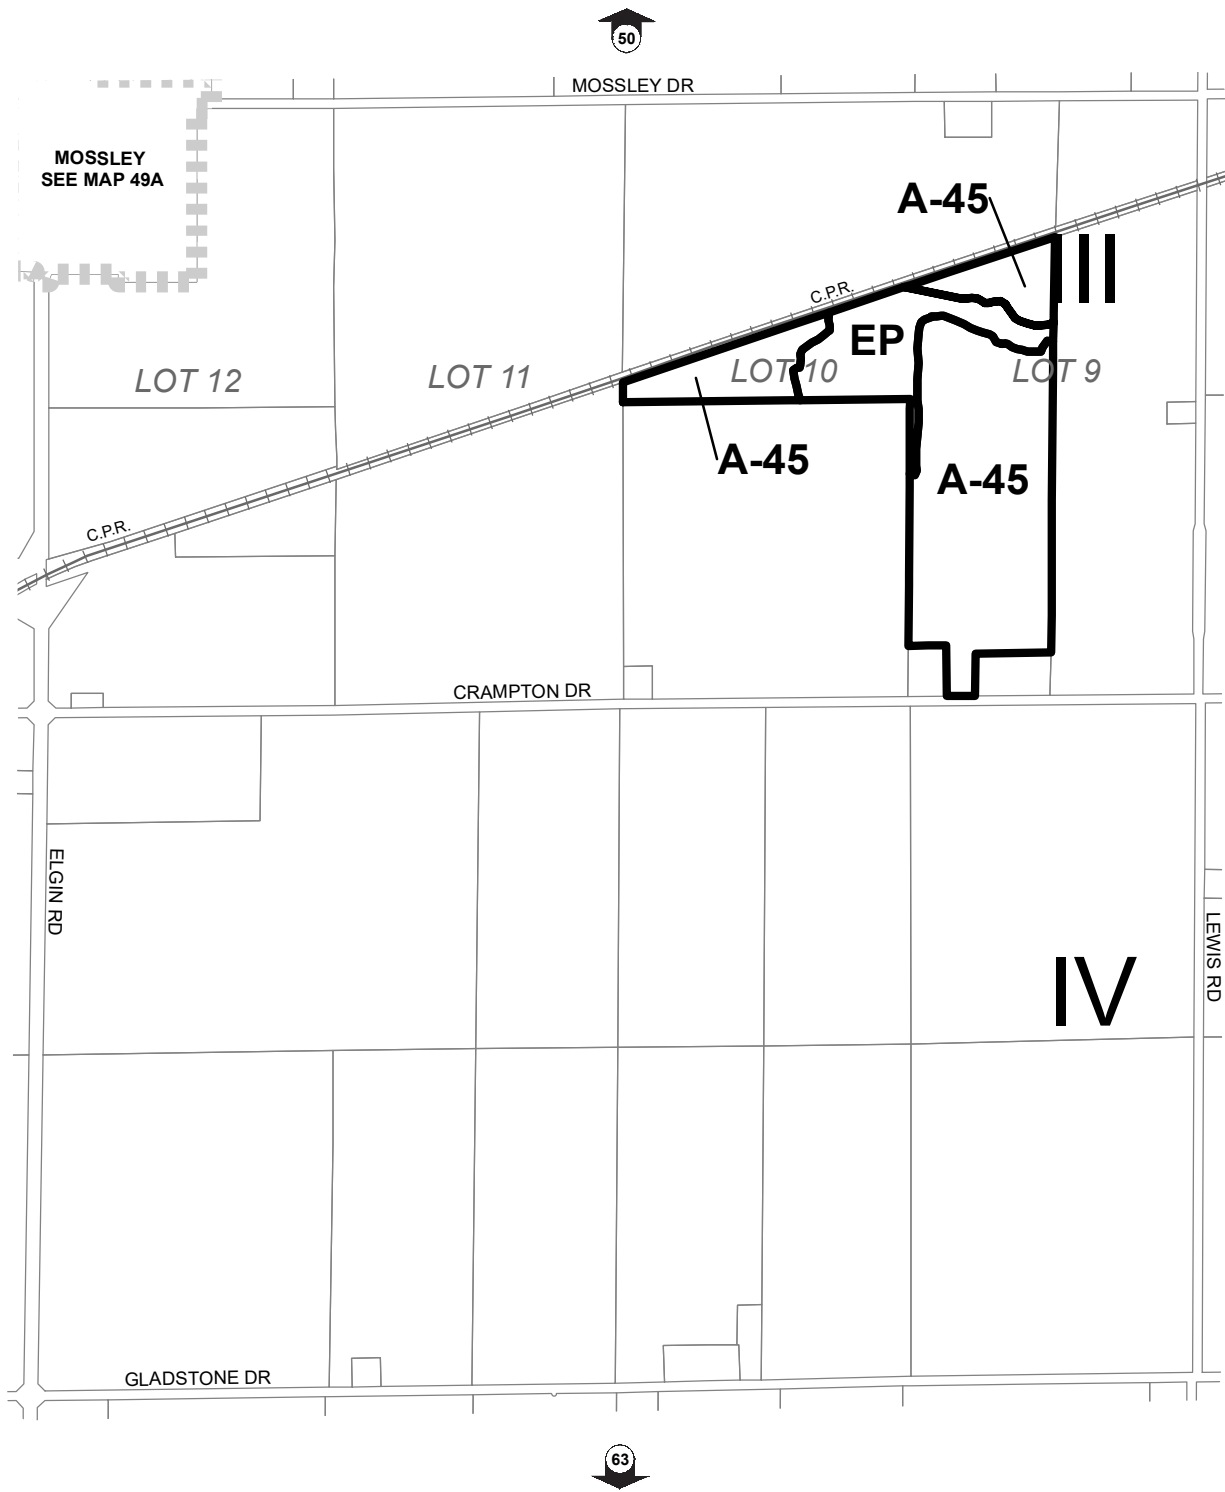 50
MOSSLEY DR
MOSSLEY
SEE MAP 49A
A-45
III
C.P.R.
EP
LOT 12
LOT 11
LOT 10
LOT 9
A-45
A-45
C.P.R.
CRAMPTON DR
ELGIN RD
LEWIS RD
IV
GLADSTONE DR
63